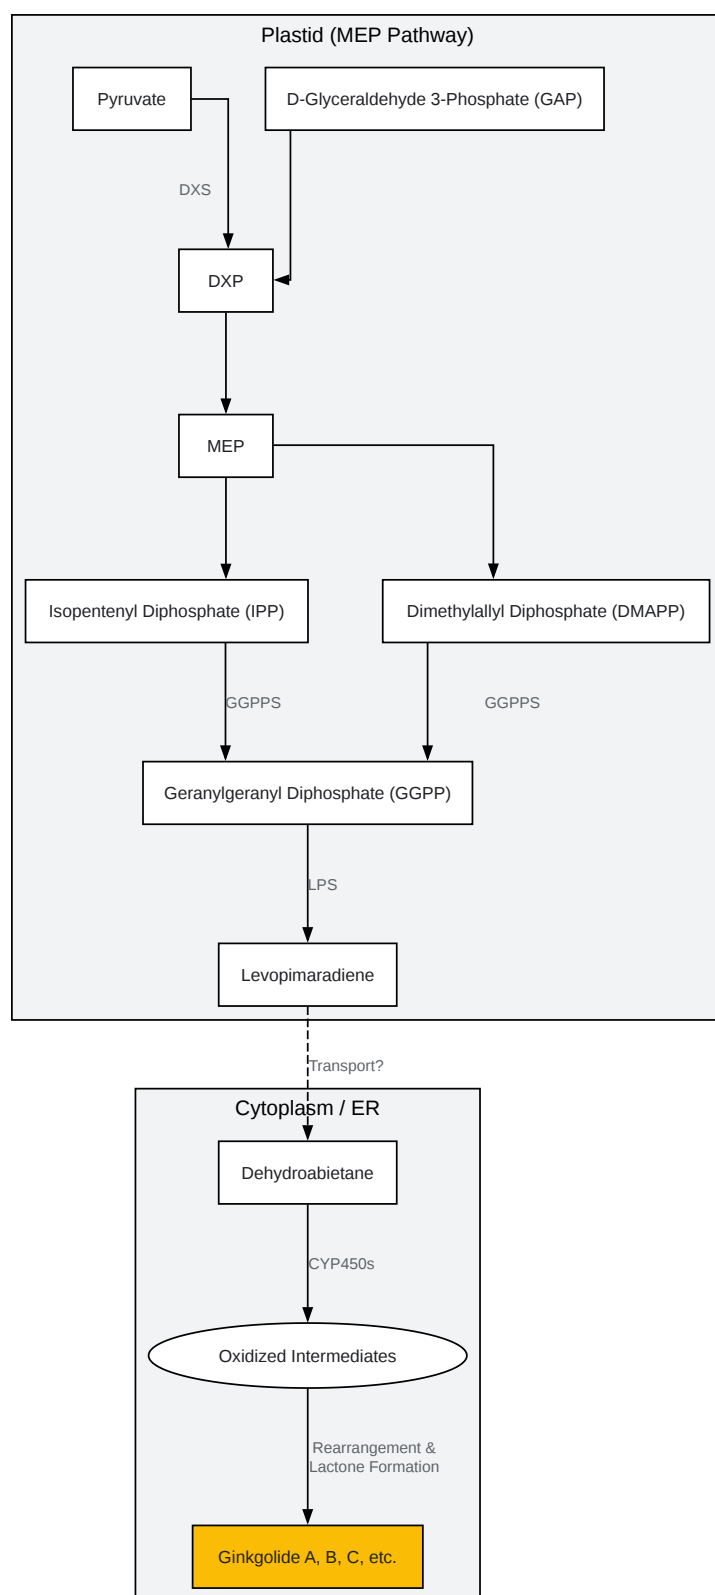 Plastid (MEP Pathway)
Pyruvate
D-Glyceraldehyde 3-Phosphate (GAP)
DXS
DXP
MEP
Isopentenyl Diphosphate (IPP)
Dimethylallyl Diphosphate (DMAPP)
GGPPS
GGPPS
Geranylgeranyl Diphosphate (GGPP)
LPS
Levopimaradiene
Transport?
Cytoplasm / ER
Dehydroabietane
CYP450s
Oxidized Intermediates
Rearrangement &
Lactone Formation
Ginkgolide A, B, C, etc.